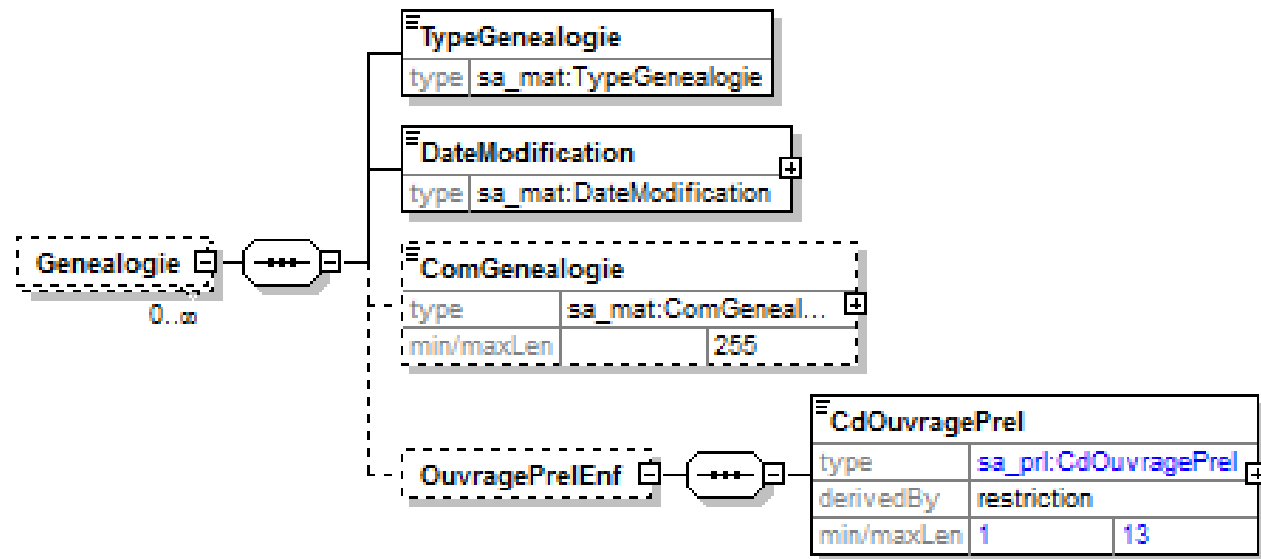 TypeGenealogie
type sa_mat:TypeGenealogie
DateModification
type sa_mat:DateModification
Genealogie
0..∞
ComGenealogie
type sa_mat:ComGeneal...
min/maxLen 255
OuvragePrelEnf
CdOuvragePrel
type sa_prl:CdOuvragePrel
derivedBy restriction
min/maxLen 1 13